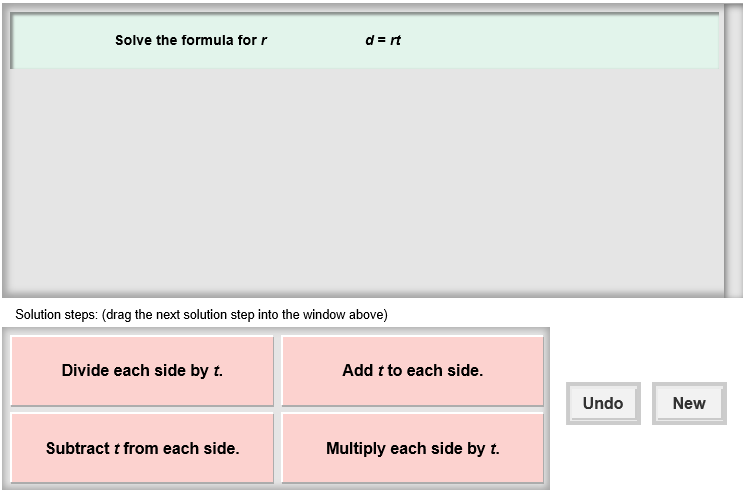 Solve the formula for r d = rt
Solution steps: (drag the next solution step into the window above)
Divide each side by t. Add t to each side.
Subtract t from each side. Multiply each side by t.
Undo New